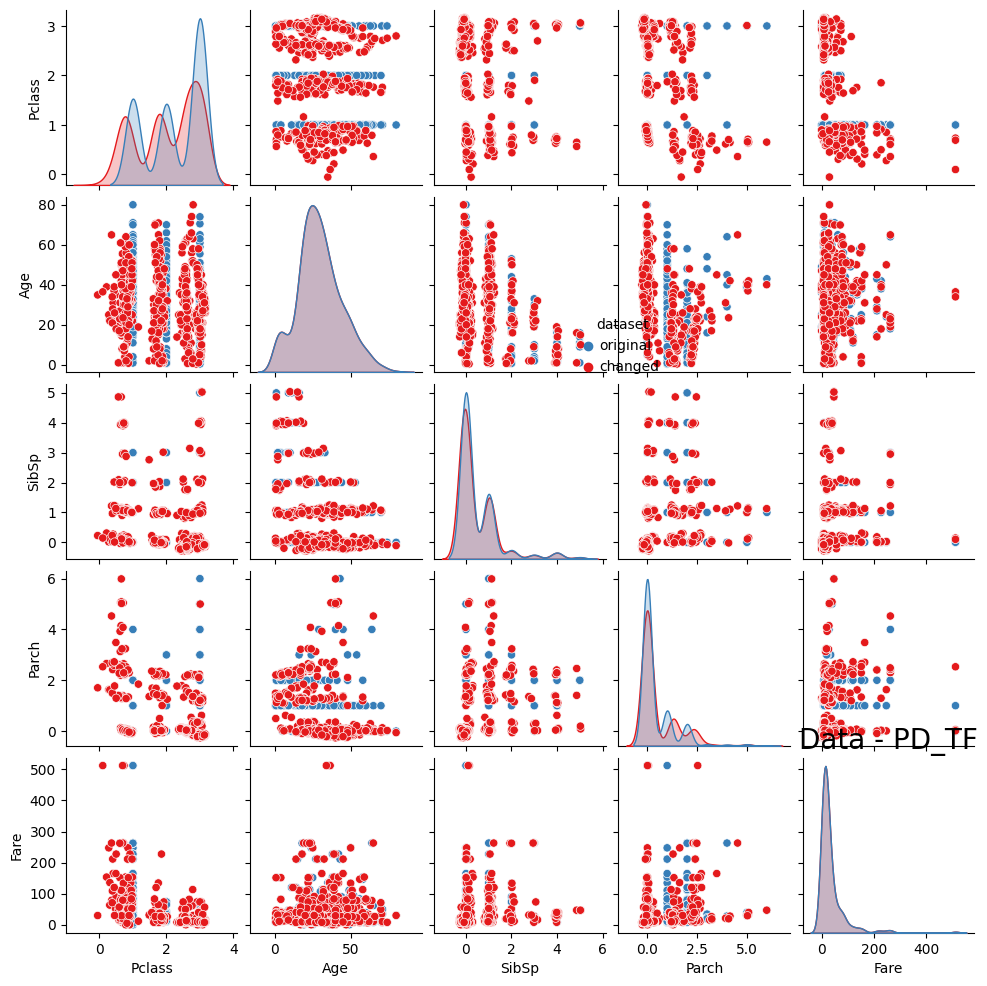 3
2
1
0
Pclass
80
60
40
20
0
Age
dataset
original
changed
5
4
3
2
1
0
SibSp
6
4
2
0
Parch
Data - PD_TF
500
400
300
200
100
0
Fare
0 2 4
0 50
0 2 4 6
0.0 2.5 5.0
0 200 400
Pclass Age SibSp Parch Fare